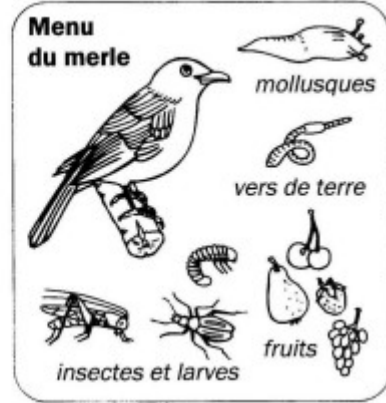 Menu
du merle
mollusques
vers de terre
fruits
insectes et larves